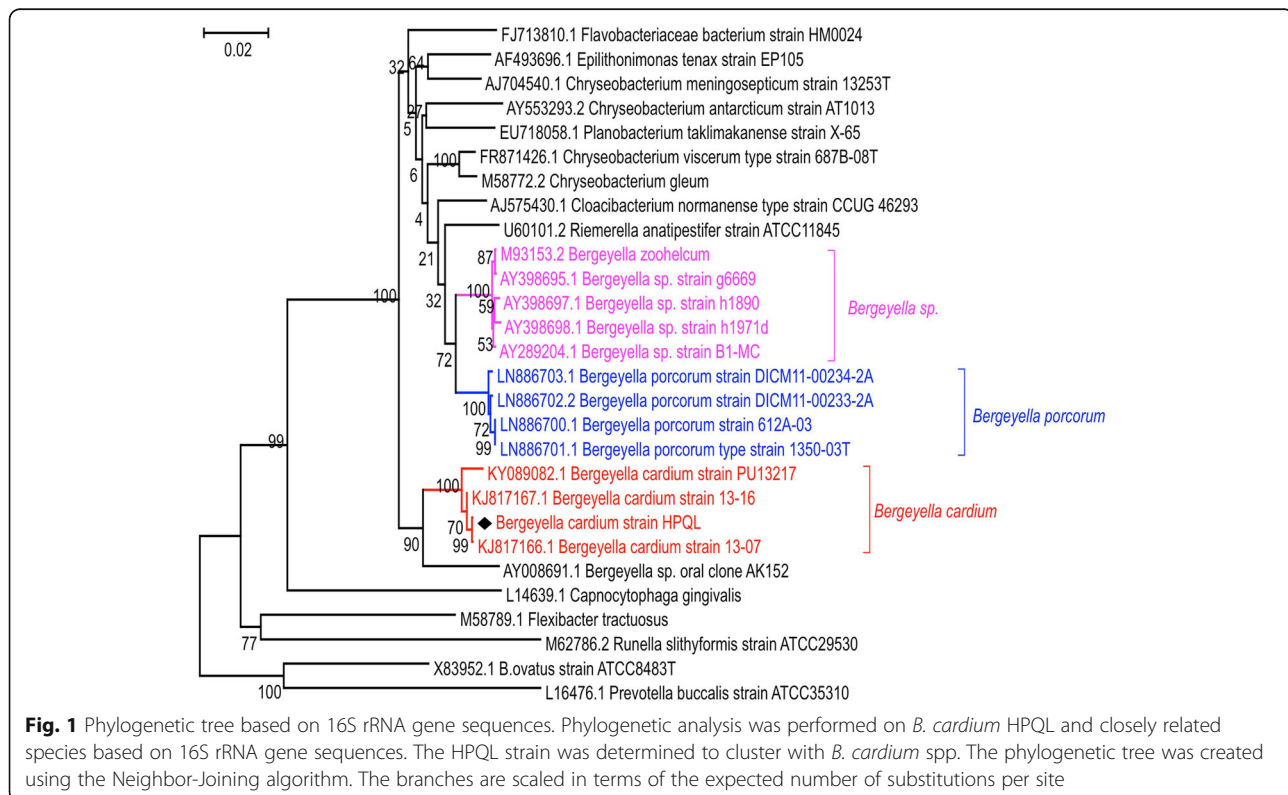 0.02
FJ713810.1 Flavobacteriaceae bacterium strain HM0024
32
64
AF493696.1 Epilithonimonas tenax strain EP105
AJ704540.1 Chryseobacterium meningosepticum strain 13253T
27
AY553293.2 Chryseobacterium antarcticum strain AT1013
5
EU718058.1 Planobacterium taklimakanense strain X-65
100
FR871426.1 Chryseobacterium viscerum type strain 687B-08T
6
M58772.2 Chryseobacterium gleum
4
AJ575430.1 Cloacibacterium normanense type strain CCUG 46293
U60101.2 Riemerella anatipestifer strain ATCC11845
21
87
M93153.2 Bergeyella zoohelcum
AY398695.1 Bergeyella sp. strain g6669
100
32
100
59
AY398697.1 Bergeyella sp. strain h1890
Bergeyella sp.
AY398698.1 Bergeyella sp. strain h1971d
72
53
AY289204.1 Bergeyella sp. strain B1-MC
LN886703.1 Bergeyella porcorum strain DICM11-00234-2A
100
LN886702.2 Bergeyella porcorum strain DICM11-00233-2A
Bergeyella porcorum
72
LN886700.1 Bergeyella porcorum strain 612A-03
99
99
LN886701.1 Bergeyella porcorum type strain 1350-03T
KY089082.1 Bergeyella cardium strain PU13217
100
KJ817167.1 Bergeyella cardium strain 13-16
Bergeyella cardium
70
Bergeyella cardium strain HPQL
90
99
KJ817166.1 Bergeyella cardium strain 13-07
AY008691.1 Bergeyella sp. oral clone AK152
L14639.1 Capnocytophaga gingivalis
M58789.1 Flexibacter tractuosus
77
M62786.2 Runella slithyformis strain ATCC29530
X83952.1 B.ovatus strain ATCC8483T
100
L16476.1 Prevotella buccalis strain ATCC35310
Fig. 1 Phylogenetic tree based on 16S rRNA gene sequences. Phylogenetic analysis was performed on B. cardium HPQL and closely related
species based on 16S rRNA gene sequences. The HPQL strain was determined to cluster with B. cardium spp. The phylogenetic tree was created
using the Neighbor-Joining algorithm. The branches are scaled in terms of the expected number of substitutions per site